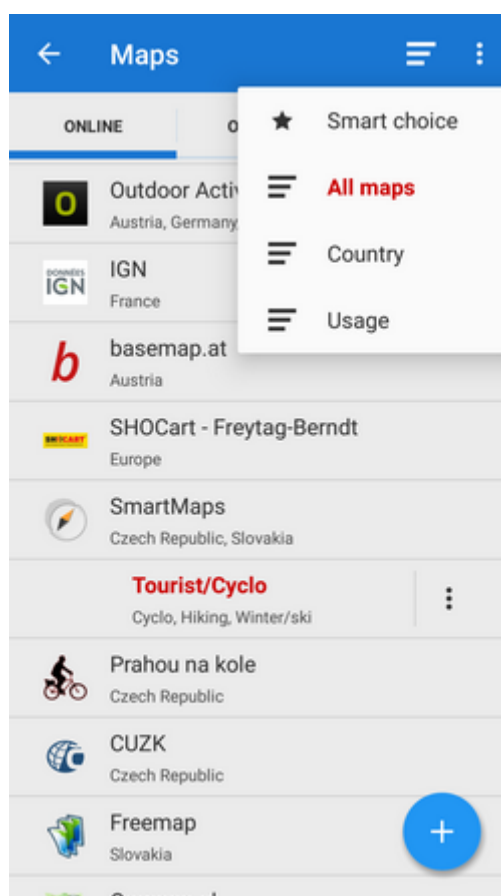 Maps
Smart choice
All maps
Country
Usage
ONLINE
O
Outdoor Acti
Austria, Germany,
DONNÉES
IGN
IGN
France
b
basemap.at
Austria
SHOCART
SHOCart - Freytag-Berndt
Europe
SmartMaps
Czech Republic, Slovakia
Tourist/Cyclo
Cyclo, Hiking, Winter/ski
Prahou na kole
Czech Republic
CUZK
Czech Republic
Freemap
Slovakia